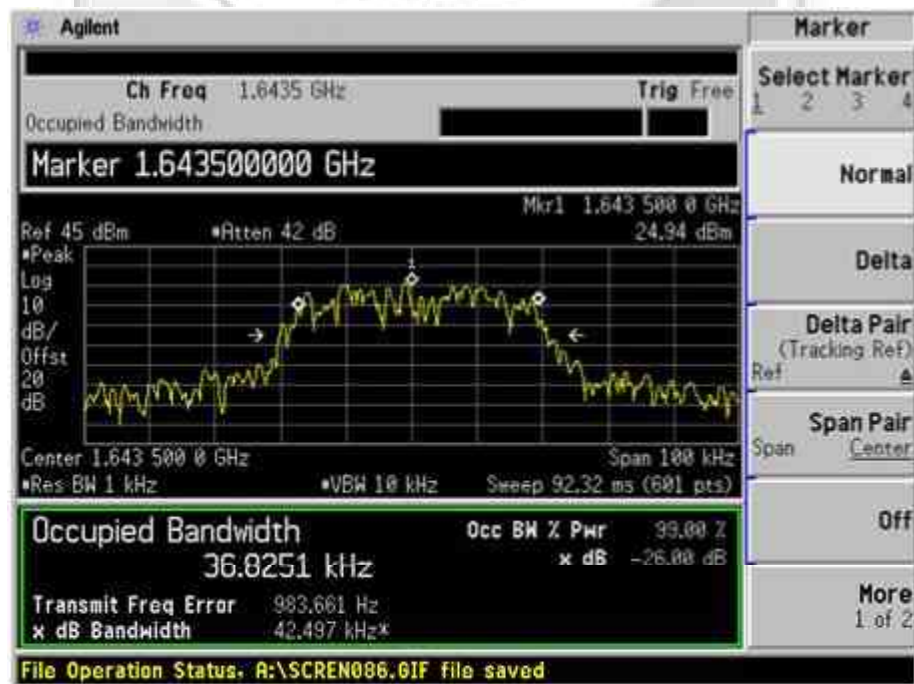 Agilent
Marker
Ch Freq 1.6435 GHz Trig Free
Occupied Bandwidth
Select Marker
1 2 3 4
Marker 1.643500000 GHz
Normal
Mkr1 1.643 500 0 GHz
Ref 45 dBm *Atten 42 dB 24.94 dBm
*Peak
Log
10
dB/
Offst
20
dB
1
Delta
Delta Pair
(Tracking Ref)
Ref Δ
Span Pair
Span Center
Center 1.643 500 0 GHz Span 100 kHz
*Res BW 1 kHz *VBW 10 kHz Sweep 92.32 ms (601 pts)
Off
Occupied Bandwidth Occ BW % Pwr 99.00 %
36.8251 kHz x dB -26.00 dB
Transmit Freq Error 983.661 Hz
x dB Bandwidth 42.497 kHz*
More
1 of 2
File Operation Status, A:\SCREN086.GIF file saved